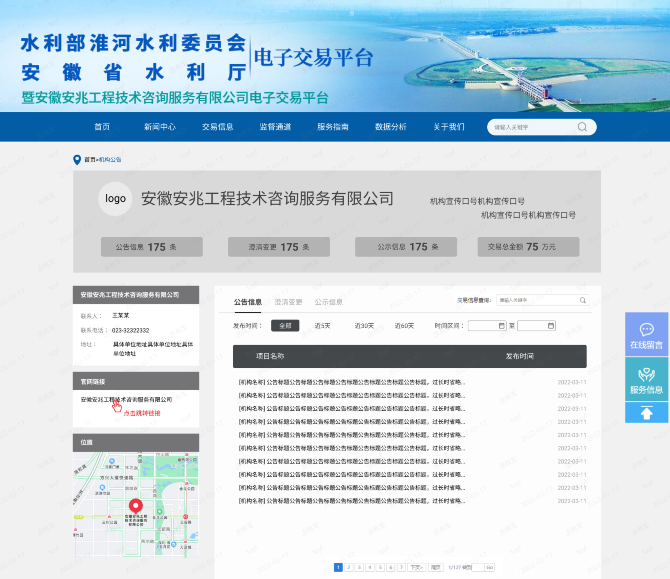 水利部淮河水利委员会
安徽省水利厅
电子交易平台
暨安徽安兆工程技术咨询服务有限公司电子交易平台
首页 新闻中心 交易信息 监督通道 服务指南 数据分析 关于我们 请输入关键字
首页>机构公告
logo 安徽安兆工程技术咨询服务有限公司
机构宣传口号机构宣传口号
机构宣传口号机构宣传口号
公告信息 175 条 澄清变更 175 条 公示信息 175 条 交易总金额 75 万元
安徽安兆工程技术咨询服务有限公司
联系人： 王某某
联系电话： 023-32322332
地址： 具体单位地址具体单位地址具体
单位地址
官网链接
安徽安兆工程技术咨询服务有限公司
点击跳转链接
位置
安徽安兆工程
技术咨询服务
有限公司
公告信息 澄清变更 公示信息 交易信息查询： 请输入关键字
发布时间： 全部 近5天 近30天 近60天 时间区间： 至
项目名称 发布时间
[机构名称] 公告标题公告标题公告标题公告标题公告标题公告标题公告标题，过长时省略... 2022-03-11
[机构名称] 公告标题公告标题公告标题公告标题公告标题公告标题公告标题，过长时省略... 2022-03-11
[机构名称] 公告标题公告标题公告标题公告标题公告标题公告标题公告标题，过长时省略... 2022-03-11
[机构名称] 公告标题公告标题公告标题公告标题公告标题公告标题公告标题，过长时省略... 2022-03-11
[机构名称] 公告标题公告标题公告标题公告标题公告标题公告标题公告标题，过长时省略... 2022-03-11
[机构名称] 公告标题公告标题公告标题公告标题公告标题公告标题公告标题，过长时省略... 2022-03-11
[机构名称] 公告标题公告标题公告标题公告标题公告标题公告标题公告标题，过长时省略... 2022-03-11
[机构名称] 公告标题公告标题公告标题公告标题公告标题公告标题公告标题，过长时省略... 2022-03-11
[机构名称] 公告标题公告标题公告标题公告标题公告标题公告标题公告标题，过长时省略... 2022-03-11
[机构名称] 公告标题公告标题公告标题公告标题公告标题公告标题公告标题，过长时省略... 2022-03-11
1 2 3 4 5 6 7 下页> 尾页 1/127 Go
在线留言
服务信息